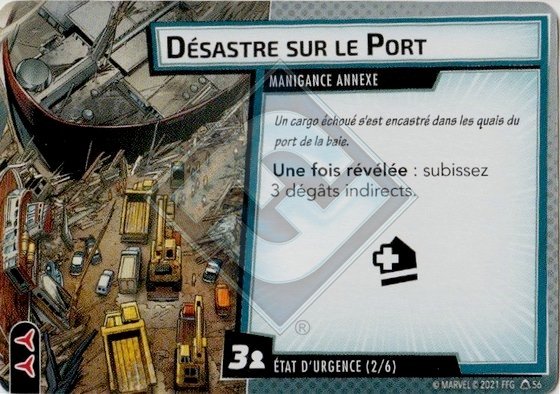 DÉSASTRE SUR LE PORT
MANIGANCE ANNEXE
Un cargo échoué s'est encastré dans les quais du
port de la baie.
Une fois révélée : subissez
3 dégâts indirects.
®
3
ÉTAT D'URGENCE (2/6)
© MARVEL © 2021 FFG 56